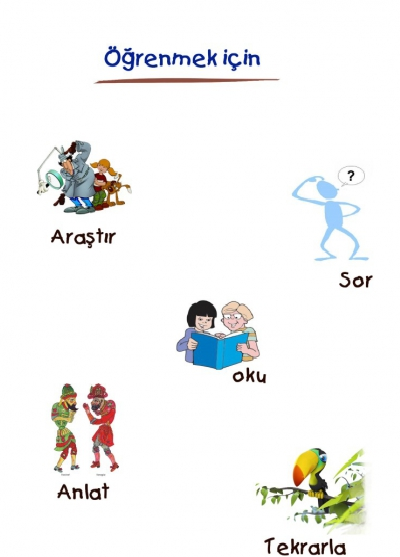 Öğrenmek için
?
Araştır
Sor
oku
Anlat
Tekrarla